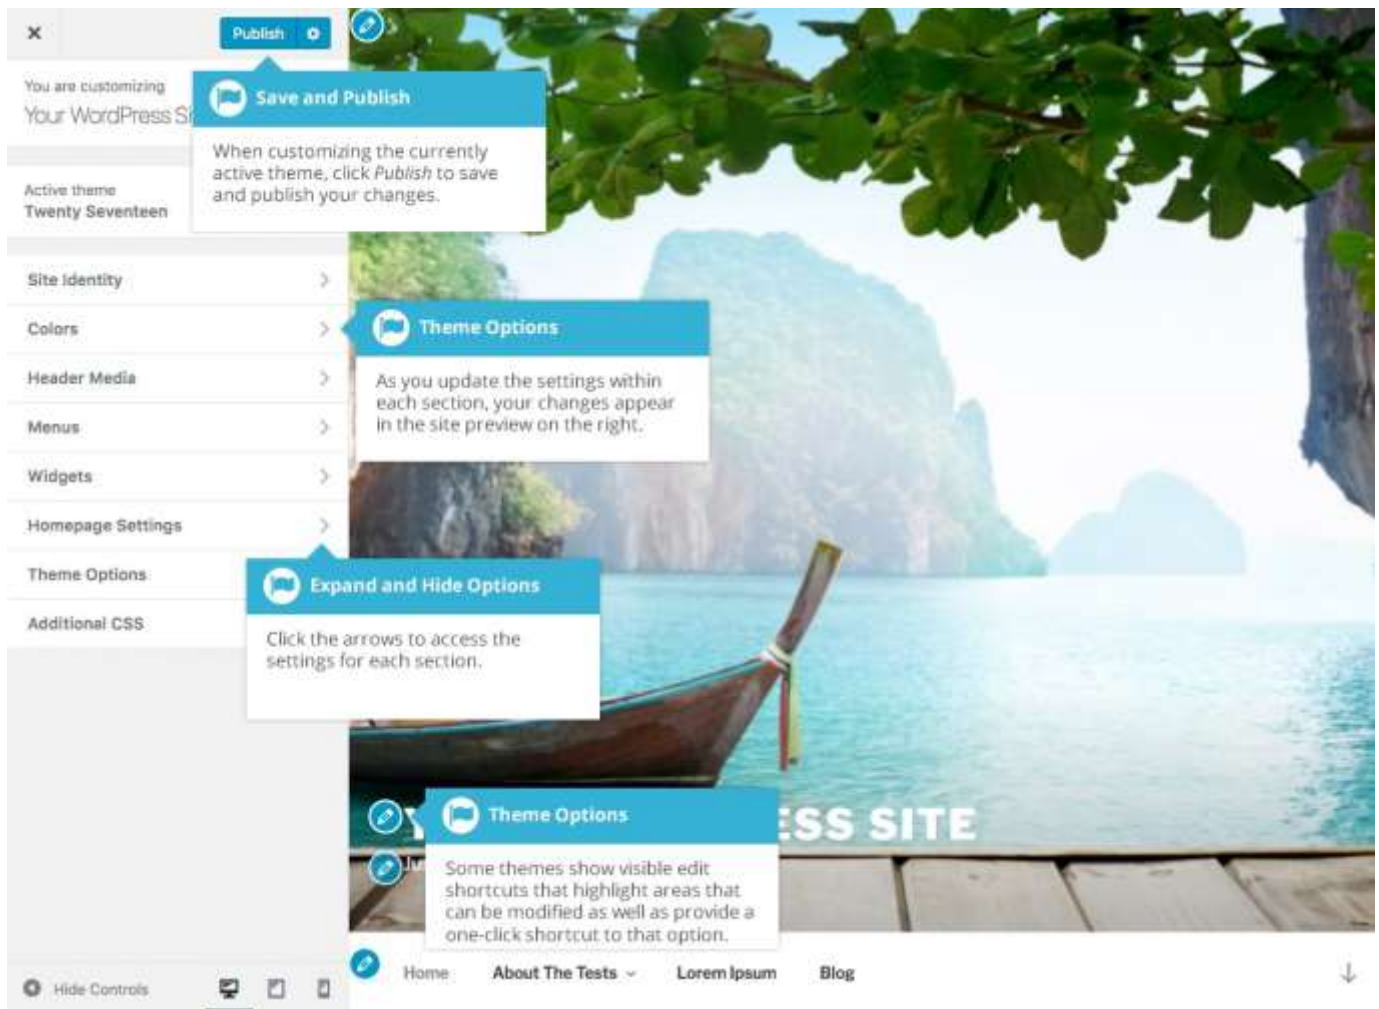 Publish
You are customizing
Your WordPress
Save and Publish
When customizing the currently
active theme, click Publish to save
and publish your changes.
Active theme
Twenty Seventeen
Site Identity
Colors
Header Media
Menus
Widgets
Homepage Settings
Theme Options
Additional CSS
Theme Options
As you update the settings within
each section, your changes appear
in the site preview on the right.
Expand and Hide Options
Click the arrows to access the
settings for each section.
ESS SITE
Theme Options
Some themes show visible edit
shortcuts that highlight areas that
can be modified as well as provide a
one-click shortcut to that option.
Home About The Tests Lorem Ipsum Blog
Hide Controls